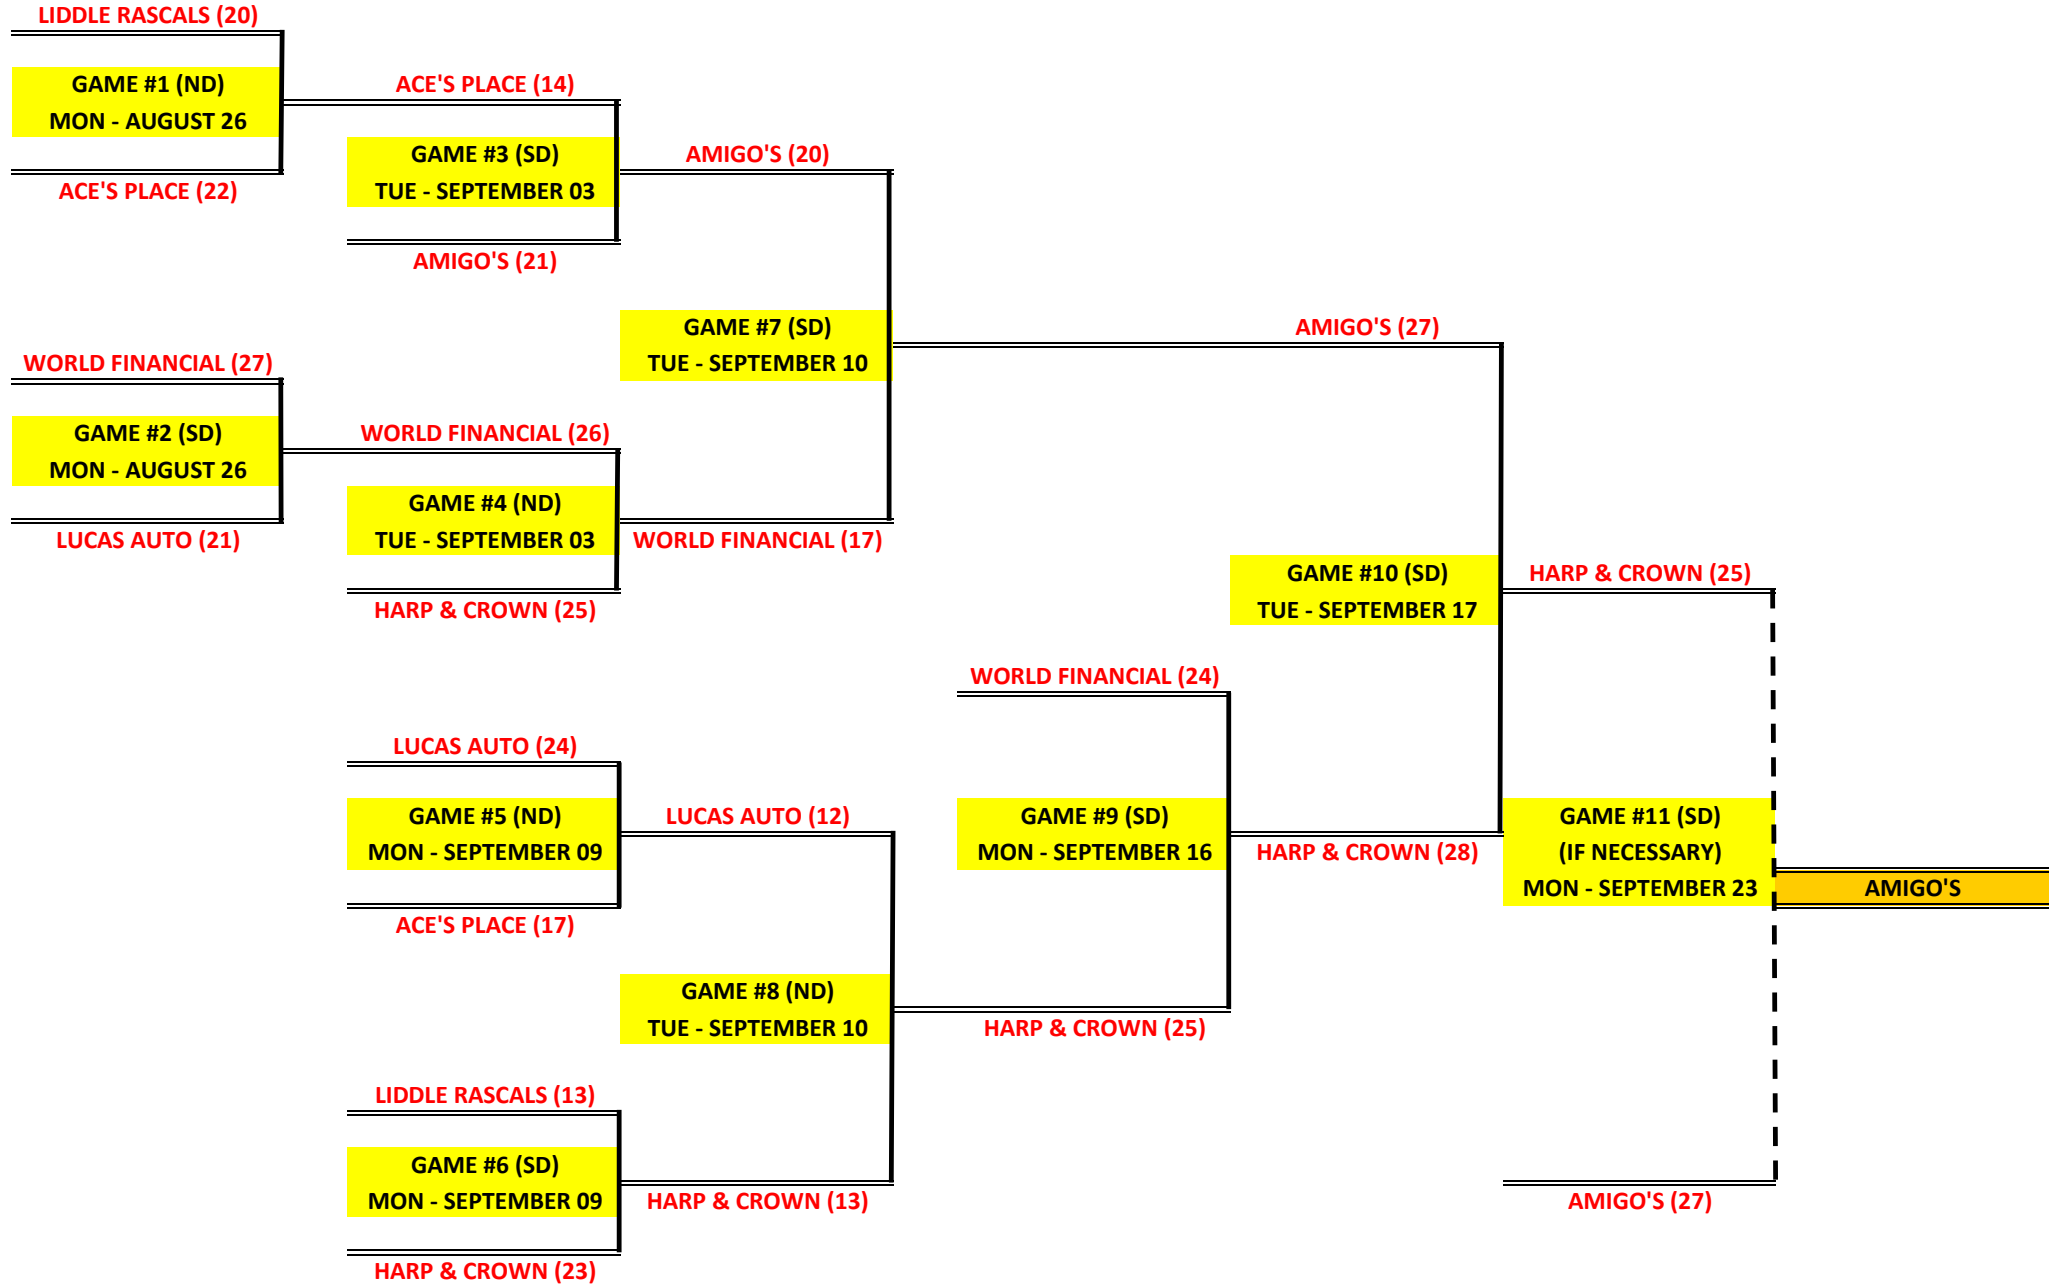 LIDDLE RASCALS (20)
GAME #1 (ND)
MON - AUGUST 26
ACE'S PLACE (22)
ACE'S PLACE (14)
GAME #3 (SD)
TUE - SEPTEMBER 03
AMIGO'S (21)
AMIGO'S (20)
GAME #7 (SD)
TUE - SEPTEMBER 10
WORLD FINANCIAL (17)
WORLD FINANCIAL (27)
GAME #2 (SD)
MON - AUGUST 26
LUCAS AUTO (21)
WORLD FINANCIAL (26)
GAME #4 (ND)
TUE - SEPTEMBER 03
HARP & CROWN (25)
AMIGO'S (27)
GAME #10 (SD)
TUE - SEPTEMBER 17
HARP & CROWN (28)
WORLD FINANCIAL (24)
GAME #9 (SD)
MON - SEPTEMBER 16
HARP & CROWN (25)
LUCAS AUTO (24)
GAME #5 (ND)
MON - SEPTEMBER 09
ACE'S PLACE (17)
LUCAS AUTO (12)
GAME #8 (ND)
TUE - SEPTEMBER 10
HARP & CROWN (13)
LIDDLE RASCALS (13)
GAME #6 (SD)
MON - SEPTEMBER 09
HARP & CROWN (23)
HARP & CROWN (25)
GAME #11 (SD)
(IF NECESSARY)
MON - SEPTEMBER 23
AMIGO'S (27)
AMIGO'S